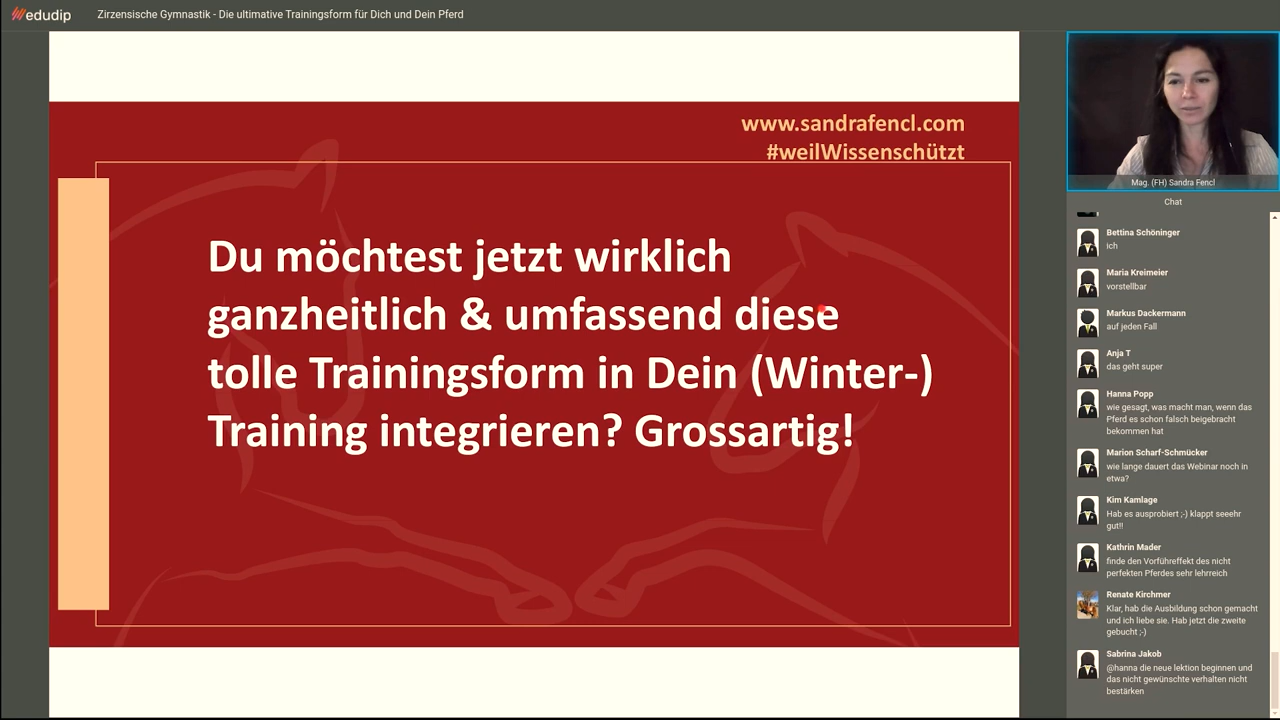 edudip
Zirzensische Gymnastik - Die ultimative Trainingsform für Dich und Dein Pferd
www.sandrafencl.com
#weilWissenschützt
Du möchtest jetzt wirklich
ganzheitlich & umfassend diese
tolle Trainingsform in Dein (Winter-)
Training integrieren? Grossartig!
Mag. (FH) Sandra Fencl
Chat
Bettina Schöninger
ich
Maria Kreimeier
vorstellbar
Markus Dackermann
auf jeden Fall
Anja T
das geht super
Hanna Popp
wie gesagt, was macht man, wenn das
Pferd es schon falsch beigebracht
bekommen hat
Marion Scharf-Schmücker
wie lange dauert das Webinar noch in
etwa?
Kim Kamlage
Hab es ausprobiert ;-) klappt seeehr
gut!!
Kathrin Mader
finde den Vorführeffekt des nicht
perfekten Pferdes sehr lehrreich
Renate Kirchmer
Klar, hab die Ausbildung schon gemacht
und ich liebe sie. Hab jetzt die zweite
gebucht ;-)
Sabrina Jakob
@hanna die neue lektion beginnen und
das nicht gewünschte verhalten nicht
bestärken